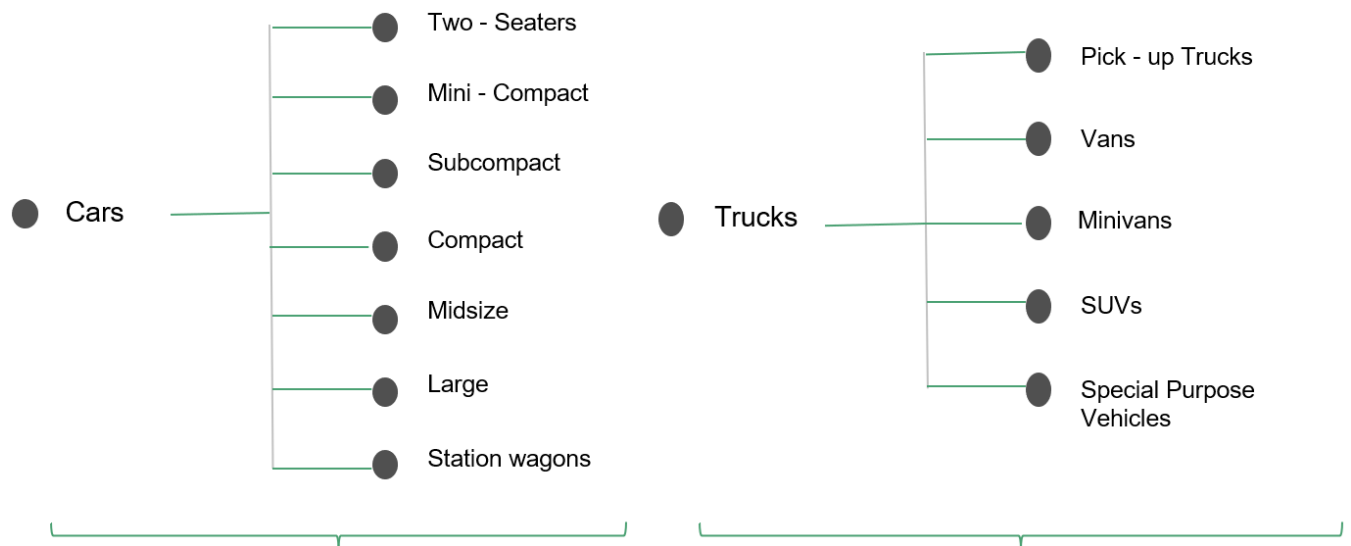 Cars
Two - Seaters
Mini - Compact
Subcompact
Compact
Midsize
Large
Station wagons
Trucks
Pick - up Trucks
Vans
Minivans
SUVs
Special Purpose
Vehicles